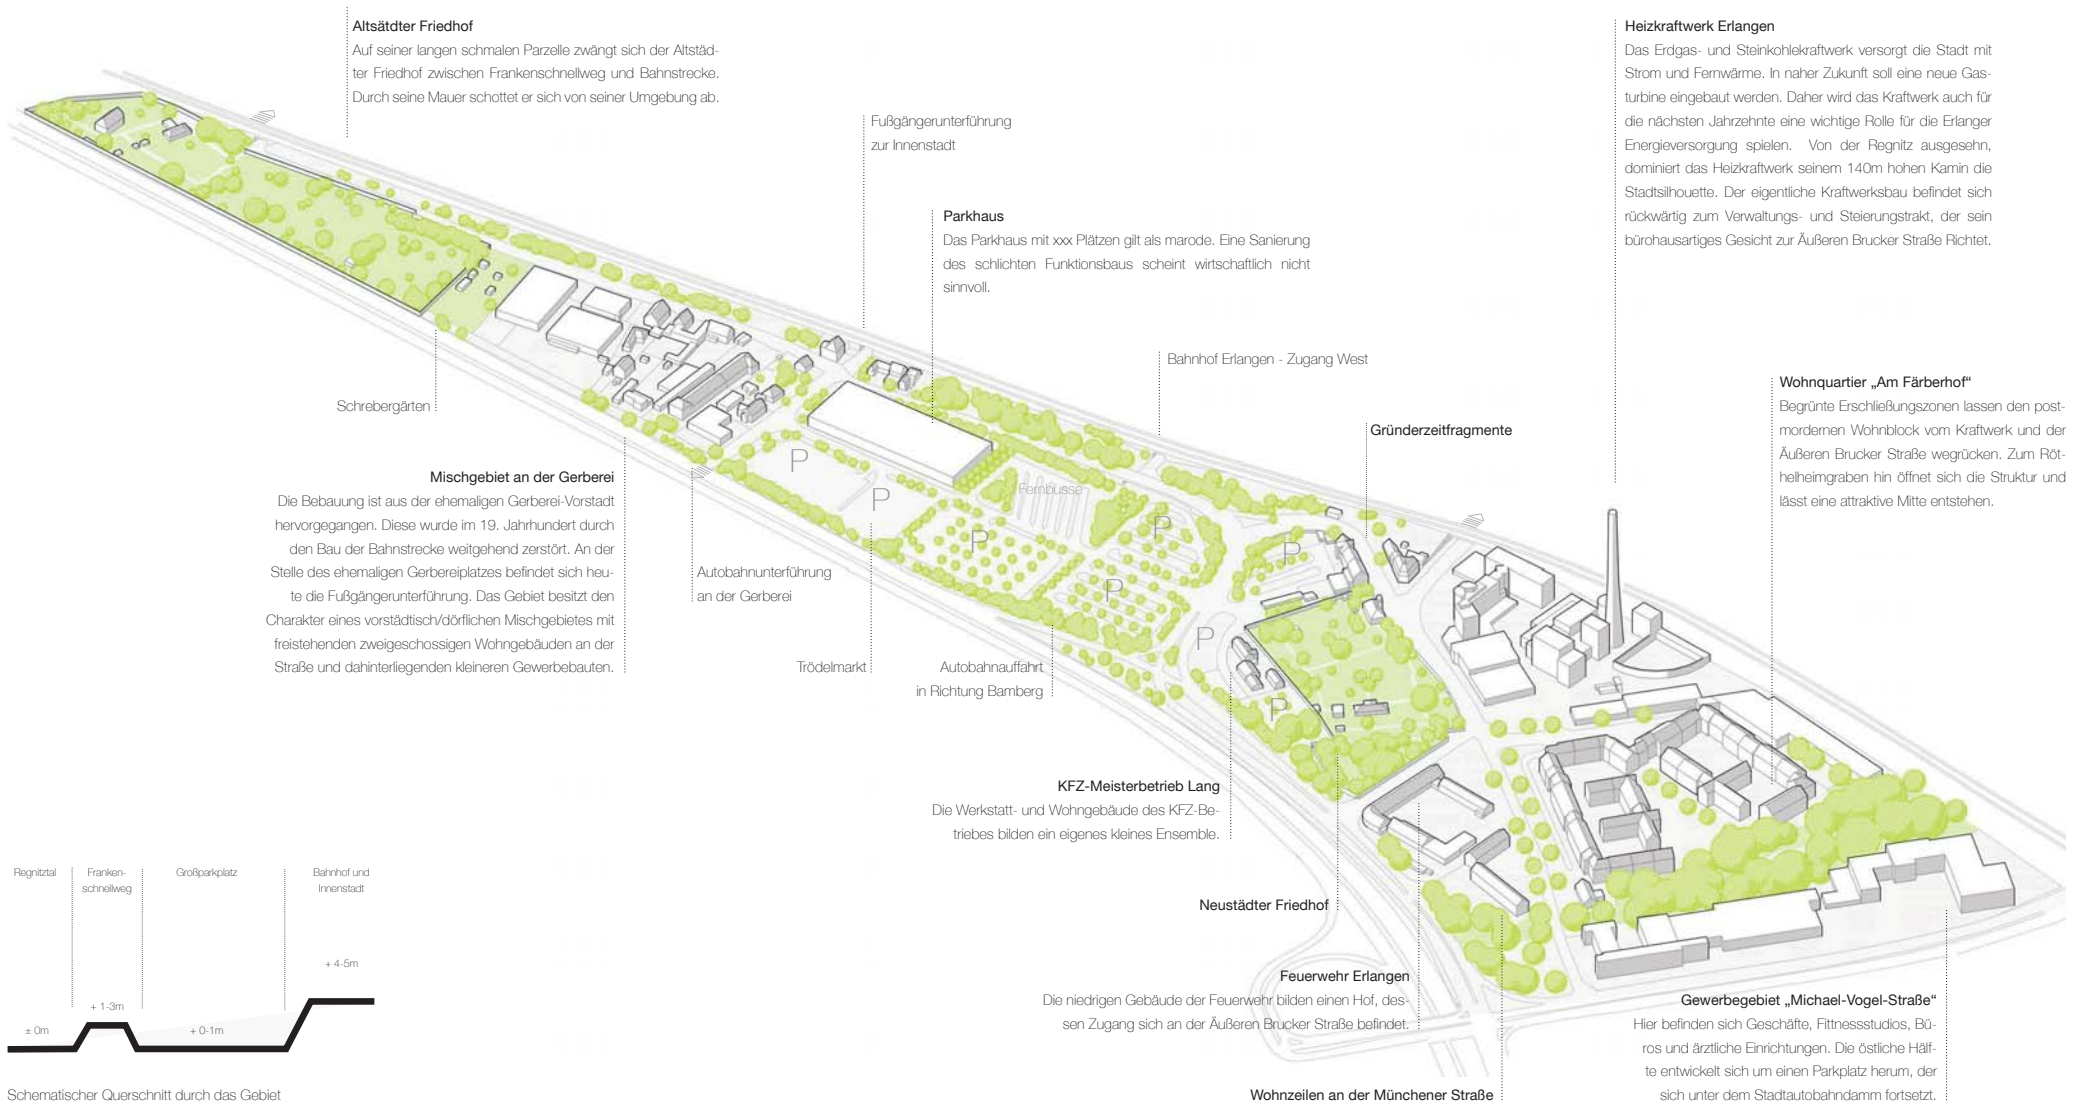 Altsätdter Friedhof
Auf seiner langen schmalen Parzelle zwängt sich der Altstäd-
ter Friedhof zwischen Frankenschnellweg und Bahnstrecke.
Durch seine Mauer schottet er sich von seiner Umgebung ab.
Fußgängerunterführung
zur Innenstadt
Parkhaus
Das Parkhaus mit xxx Plätzen gilt als marode. Eine Sanierung
des schlichten Funktionsbaus scheint wirtschaftlich nicht
sinnvoll.
Bahnhof Erlangen - Zugang West
Gründerzeitfragmente
Heizkraftwerk Erlangen
Das Erdgas- und Steinkohlekraftwerk versorgt die Stadt mit
Strom und Fernwärme. In naher Zukunft soll eine neue Gas-
turbine eingebaut werden. Daher wird das Kraftwerk auch für
die nächsten Jahrzehnte eine wichtige Rolle für die Erlanger
Energieversorgung spielen. Von der Regnitz ausgesehn,
dominiert das Heizkraftwerk seinem 140m hohen Kamin die
Stadtsilhouette. Der eigentliche Kraftwerksbau befindet sich
rückwärtig zum Verwaltungs- und Steierungstrakt, der sein
bürohausartiges Gesicht zur Äußeren Brucker Straße Richtet.
Wohnquartier „Am Färberhof“
Begrünte Erschließungszonen lassen den post-
mordernen Wohnblock vom Kraftwerk und der
Äußeren Brucker Straße wegrücken. Zum Röt-
helheimgraben hin öffnet sich die Struktur und
lässt eine attraktive Mitte entstehen.
Schrebergärten
Mischgebiet an der Gerberei
Die Bebauung ist aus der ehemaligen Gerberei-Vorstadt
hervorgegangen. Diese wurde im 19. Jahrhundert durch
den Bau der Bahnstrecke weitgehend zerstört. An der
Stelle des ehemaligen Gerbereiplatzes befindet sich heu-
te die Fußgängerunterführung. Das Gebiet besitzt den
Charakter eines vorstädtisch/dörflichen Mischgebietes mit
freistehenden zweigeschossigen Wohngebäuden an der
Straße und dahinterliegenden kleineren Gewerbebauten.
P
P
Fernbusse
P
P
P
P
P
P
Autobahnunterführung
an der Gerberei
Trödelmarkt
Autobahnauffahrt
in Richtung Bamberg
KFZ-Meisterbetrieb Lang
Die Werkstatt- und Wohngebäude des KFZ-Be-
triebes bilden ein eigenes kleines Ensemble.
Neustädter Friedhof
Feuerwehr Erlangen
Die niedrigen Gebäude der Feuerwehr bilden einen Hof, des-
sen Zugang sich an der Äußeren Brucker Straße befindet.
Wohnzeilen an der Münchener Straße
Gewerbegebiet „Michael-Vogel-Straße“
Hier befinden sich Geschäfte, Fittnessstudios, Bü-
ros und ärztliche Einrichtungen. Die östliche Hälf-
te entwickelt sich um einen Parkplatz herum, der
sich unter dem Stadtautobahndamm fortsetzt.
Regnitztal
Franken-
schnellweg
Großparkplatz
Bahnhof und
Innenstadt
± 0m
+ 1-3m
+ 0-1m
+ 4-5m
Schematischer Querschnitt durch das Gebiet